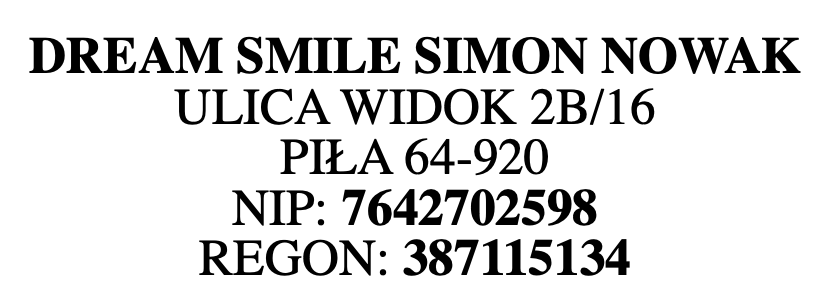 DREAM SMILE SIMON NOWAK
ULICA WIDOK 2B/16
PIŁA 64-920
NIP: 7642702598
REGON: 387115134